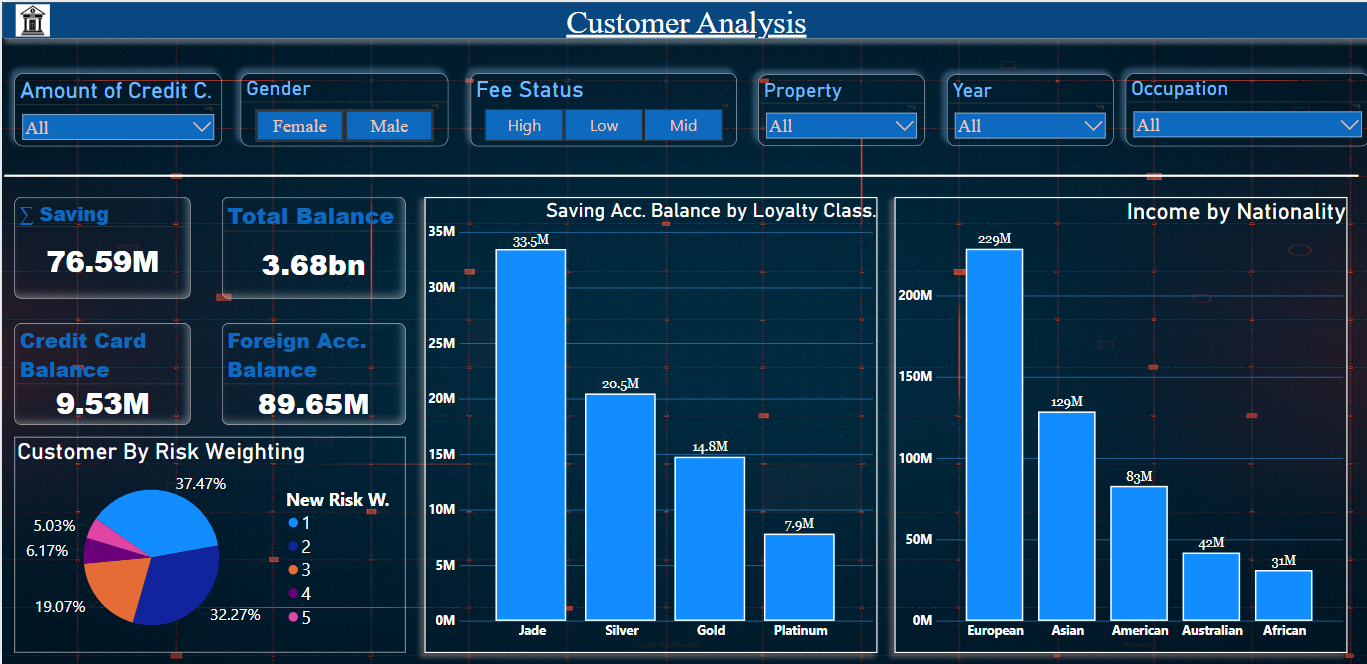 Customer Analysis
Amount of Credit C.
All
Gender
Female
Male
Fee Status
High
Low
Mid
Property
All
Year
All
Occupation
All
∑ Saving
76.59M
Total Balance
3.68bn
Credit Card
Balance
9.53M
Foreign Acc.
Balance
89.65M
Customer By Risk Weighting
37.47%
5.03%
6.17%
19.07%
32.27%
New Risk W.
1
2
3
4
5
Saving Acc. Balance by Loyalty Class.
35M
30M
25M
20M
15M
10M
5M
0M
33.5M
20.5M
14.8M
7.9M
Jade
Silver
Gold
Platinum
Income by Nationality
200M
150M
100M
50M
0M
229M
129M
83M
42M
31M
European
Asian
American
Australian
African